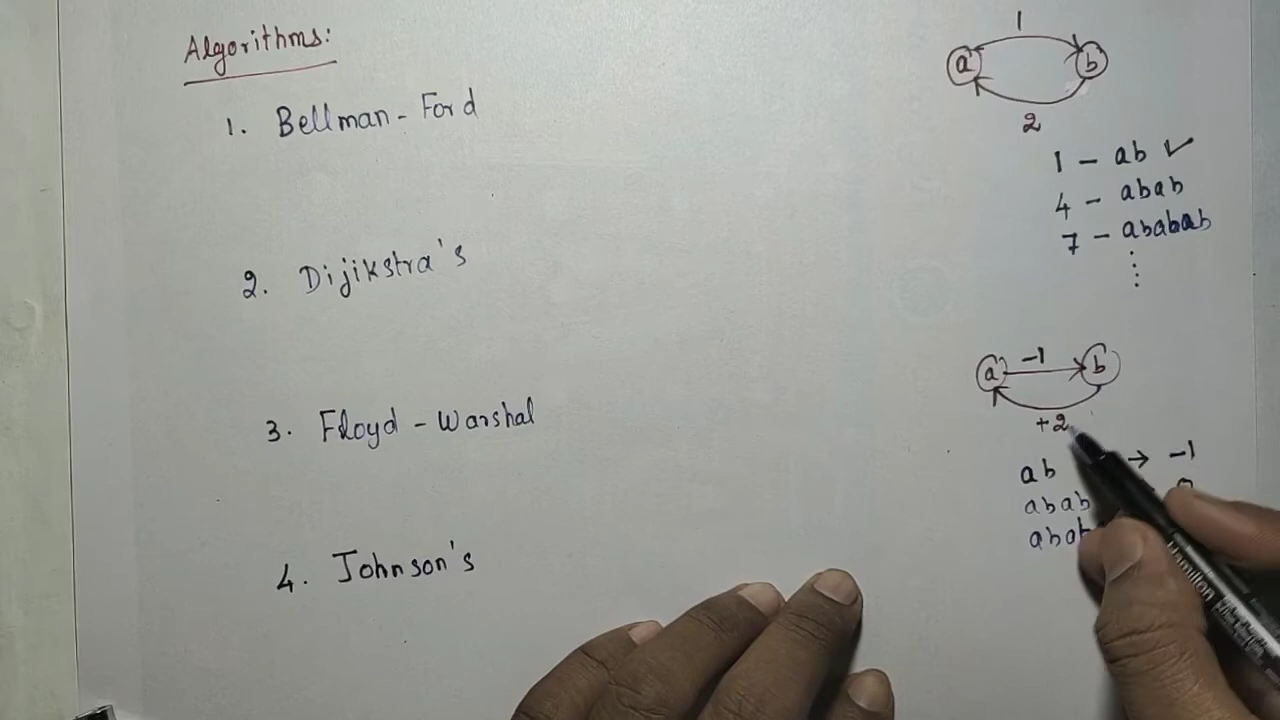 Algorithms:
1. Bellman - Ford
2. Dijikstra's
3. Floyd - Warshal
4. Johnson's
1
a b
2
1 - ab ✓
4 - abab
7 - ababab
a -1 b
+2
ab → -1
abab
Hamilton